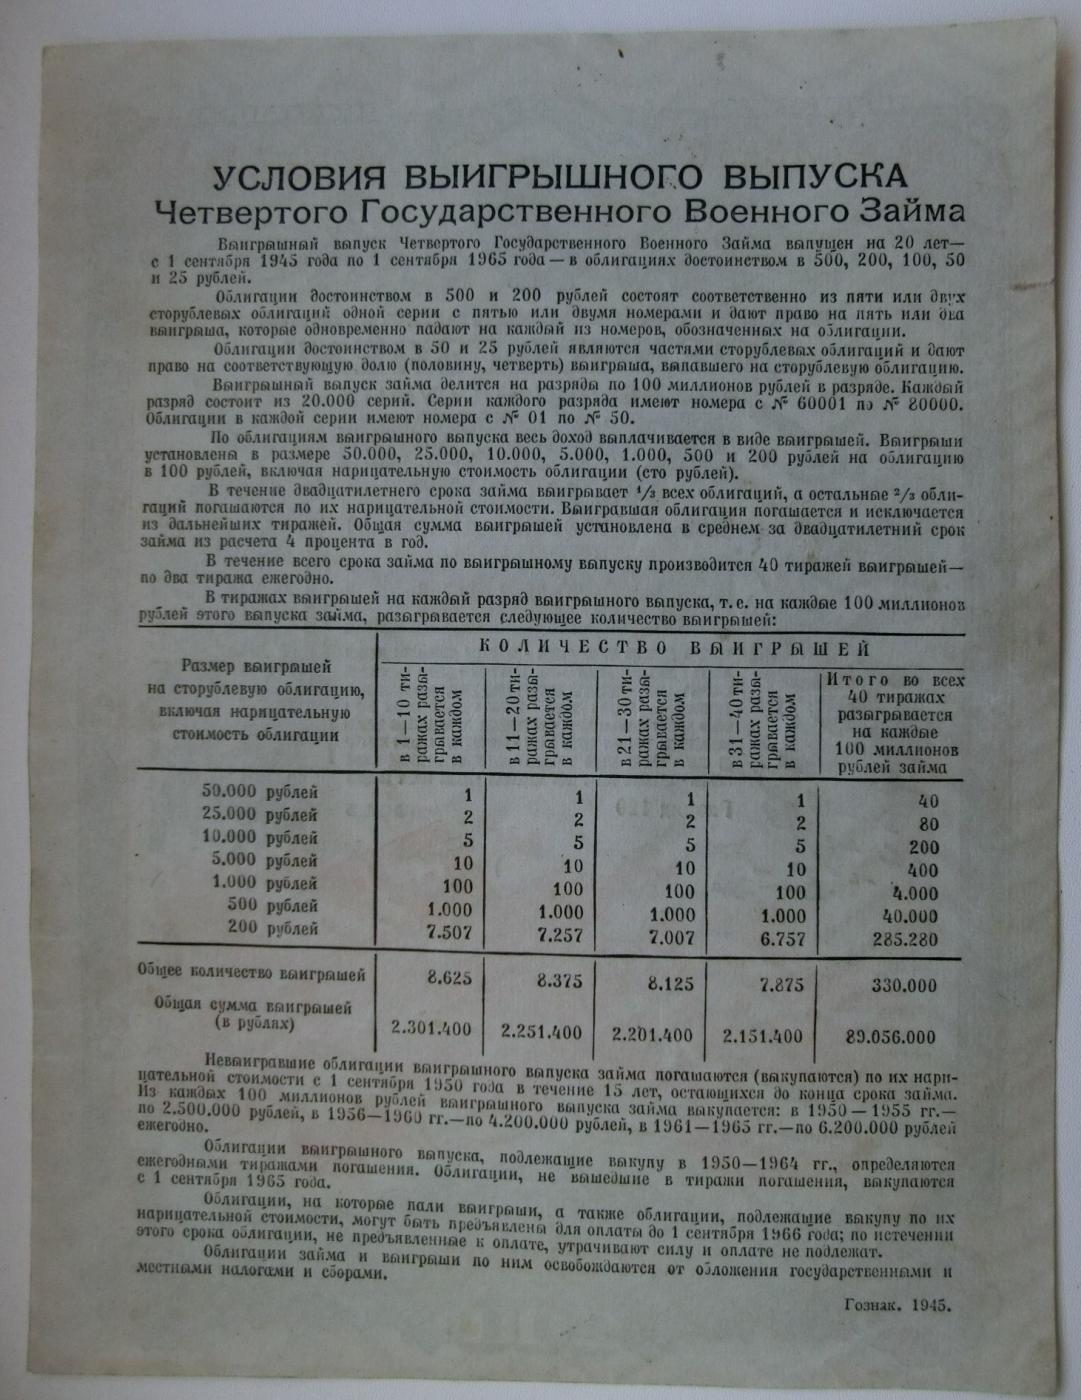 УСЛОВИЯ ВЫИГРЫШНОГО ВЫПУСКА
Четвертого Государственного Военного Займа
Выигрышный выпуск Четвертого Государственного Военного Займа выпущен на 20 лет—
с 1 сентября 1945 года по 1 сентября 1965 года — в облигациях достоинством в 500, 200, 100, 50
и 25 рублей.
Облигации достоинством в 500 и 200 рублей состоят соответственно из пяти или двух
сторублевых облигаций одной серии с пятью или двумя номерами и дают право на пять или два
выигрыша, которые одновременно падают на каждый из номеров, обозначенных на облигации.
Облигации достоинством в 50 и 25 рублей являются частями сторублевых облигаций и дают
право на соответствующую долю (половину, четверть) выигрыша, выпавшего на сторублевую облигацию.
Выигрышный выпуск займа делится на разряды по 100 миллионов рублей в разряде. Каждый
разряд состоит из 20.000 серий. Серии каждого разряда имеют номера с № 60001 по № 80000.
Облигации в каждой серии имеют номера с № 01 по № 50.
По облигациям выигрышного выпуска весь доход выплачивается в виде выигрышей. Выигрыши
установлены в размере 50.000, 25.000, 10.000, 5.000, 1.000, 500 и 200 рублей на облигацию
в 100 рублей, включая нарицательную стоимость облигации (сто рублей).
В течение двадцатилетнего срока займа выигрывает 1/3 всех облигаций, а остальные 2/3 обли-
гаций погашаются по их нарицательной стоимости. Выигравшая облигация погашается и исключается
из дальнейших тиражей. Общая сумма выигрышей установлена в среднем за двадцатилетний срок
займа из расчета 4 процента в год.
В течение всего срока займа по выигрышному выпуску производится 40 тиражей выигрышей—
по два тиража ежегодно.
В тиражах выигрышей на каждый разряд выигрышного выпуска, т. е. на каждые 100 миллионов
рублей этого выпуска займа, разыгрывается следующее количество выигрышей:
Размер выигрышей
на сторублевую облигацию,
включая нарицательную
стоимость облигации
КОЛИЧЕСТВО ВЫИГРЫШЕЙ
в 1—10 ти-
ражах разы-
грывается
в каждом
в 11—20 ти-
ражах разы-
грывается
в каждом
в 21—30 ти-
ражах разы-
грывается
в каждом
в 31—40 ти-
ражах разы-
грывается
в каждом
Итого во всех
40 тиражах
разыгрывается
на каждые
100 миллионов
рублей займа
50.000 рублей 1 1 1 1 40
25.000 рублей 2 2 2 2 80
10.000 рублей 5 5 5 5 200
5.000 рублей 10 10 10 10 400
1.000 рублей 100 100 100 100 4.000
500 рублей 1.000 1.000 1.000 1.000 40.000
200 рублей 7.507 7.257 7.007 6.757 285.280
Общее количество выигрышей 8.625 8.375 8.125 7.875 330.000
Общая сумма выигрышей
(в рублях) 2.301.400 2.251.400 2.201.400 2.151.400 89.056.000
Невыигравшие облигации выигрышного выпуска займа погашаются (выкупаются) по их нари-
цательной стоимости с 1 сентября 1950 года в течение 15 лет, остающихся до конца срока займа.
Из каждых 100 миллионов рублей выигрышного выпуска займа выкупается: в 1950—1955 гг.—
по 2.500.000 рублей, в 1956—1960 гг.—по 4.200.000 рублей, в 1961—1965 гг.—по 6.200.000 рублей
ежегодно.
Облигации выигрышного выпуска, подлежащие выкупу в 1950—1964 гг., определяются
ежегодными тиражами погашения. Облигации, не вышедшие в тиражи погашения, выкупаются
с 1 сентября 1965 года.
Облигации, на которые пали выигрыши, а также облигации, подлежащие выкупу по их
нарицательной стоимости, могут быть предъявлены для оплаты до 1 сентября 1966 года; по истечении
этого срока облигации, не предъявленные к оплате, утрачивают силу и оплате не подлежат.
Облигации займа и выигрыши по ним освобождаются от обложения государственными и
местными налогами и сборами.
Гознак. 1945.